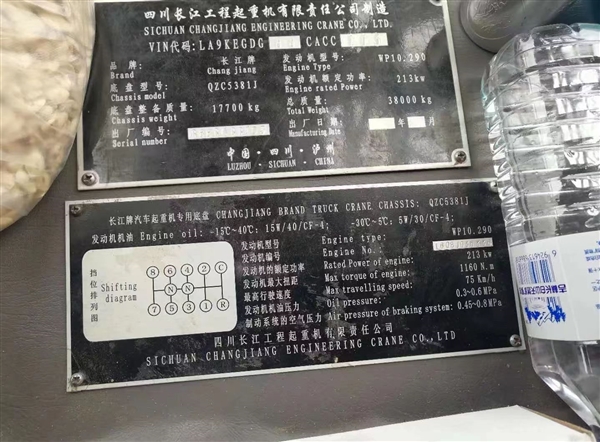 四川长江工程起重机有限责任公司制造
SICHUAN CHANGJIANG ENGINEERING CRANE CO., LTD.
VIN代码: LA9KEGDG CACC
品牌: 长江牌 发动机型号: WP10.290
Brand Chang jiang Engine Type
底盘型号: QZC5381J 发动机额定功率: 213kw
Chassis model Engine rated Power
底盘整备质量: 17700 kg 总质量: 38000kg
Chassis weight Total Weight
出厂编号: 出厂日期 年 月
Serial number Manufacturing Date
中国·四川·泸州
LUZHOU · SICHUAN · CHINA
长江牌汽车起重机专用底盘 CHANGJIANG BRAND TRUCK CRANE CHASSIS: QZC5381J
发动机机油 Engine oil: -15℃~40℃: 15W/40/CF-4; -30℃~5℃: 5W/30/CF-4;
发动机型号 Engine type: WP10.290
发动机编号 Engine No.:
发动机的额定功率 Rated Power of engine: 213 kw
发动机最大扭距 Max torque of engine: 1160 N.m
最高行驶速度 Max travelling speed: 75 Km/h
发动机机油压力 Oil pressure: 0.3~0.6MPa
制动系统的空气压力 Air pressure of braking system: 0.45~0.8MPa
挡位排列图
Shifting diagram
8 6 4 2 C
N N
7 5 3 1 R
四川长江工程起重机有限责任公司
SICHUAN CHANGJIANG ENGINEERING CRANE CO., LTD